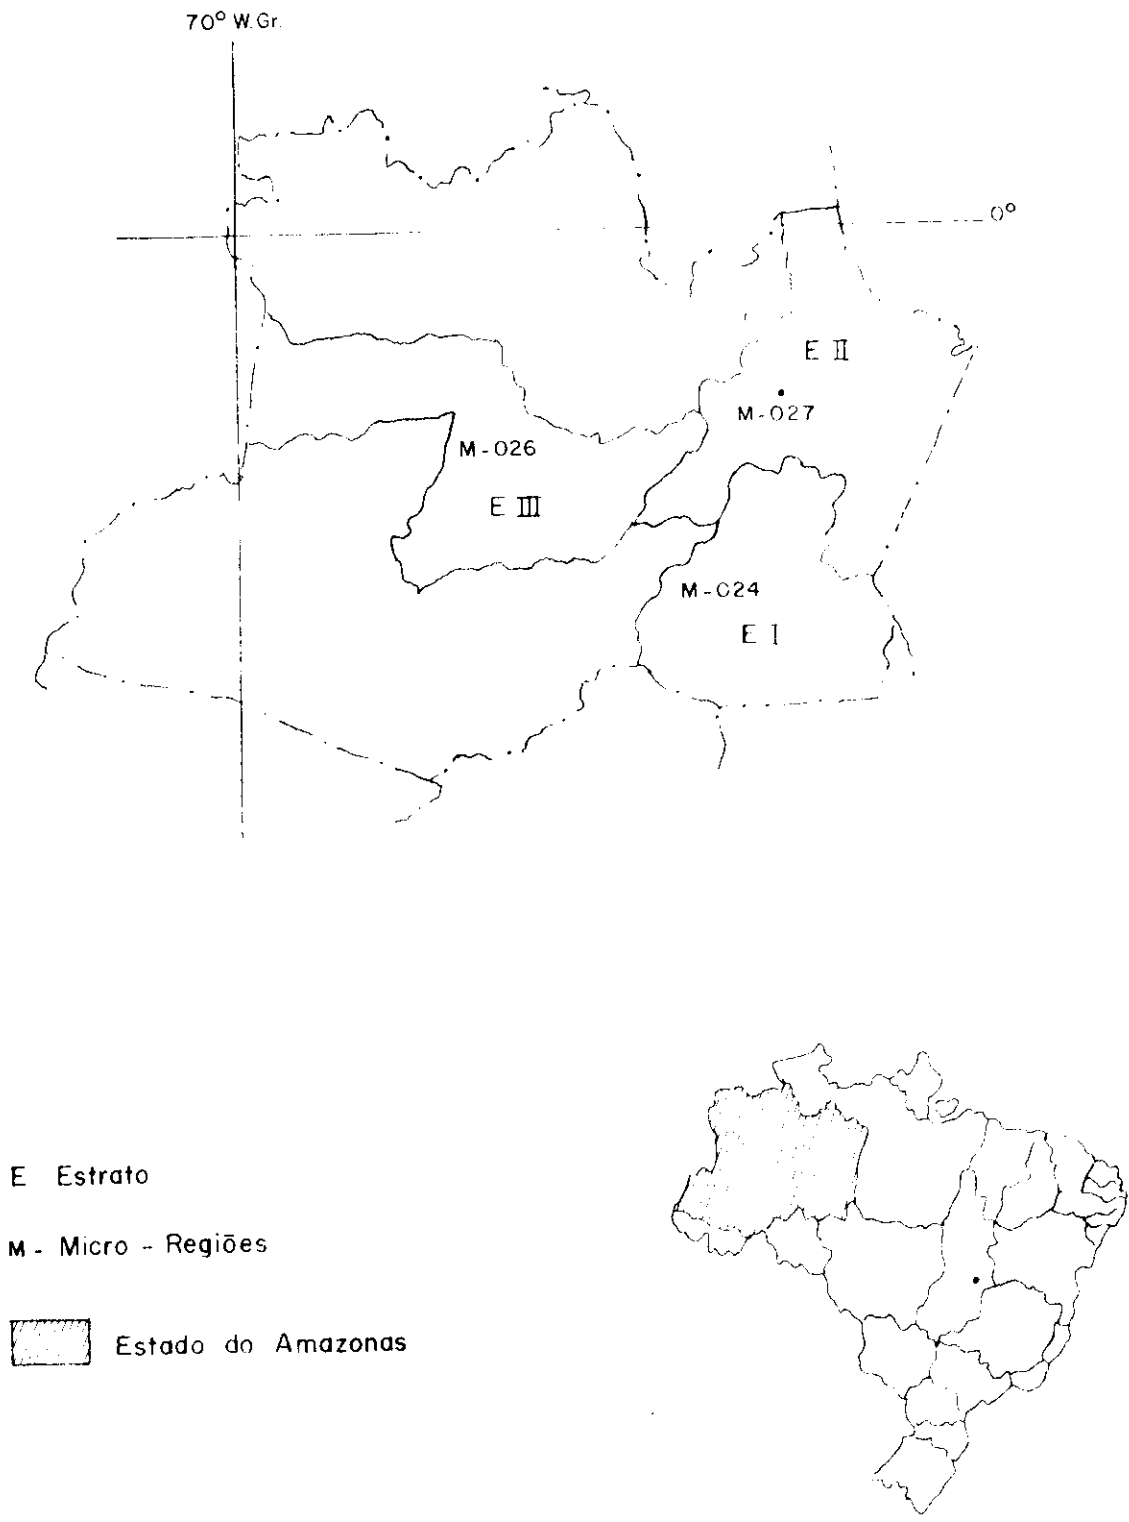 70° W.Gr.
0°
E II
M-027
M-026
E III
M-024
E I
E Estrato
M - Micro - Regiões
Estado do Amazonas